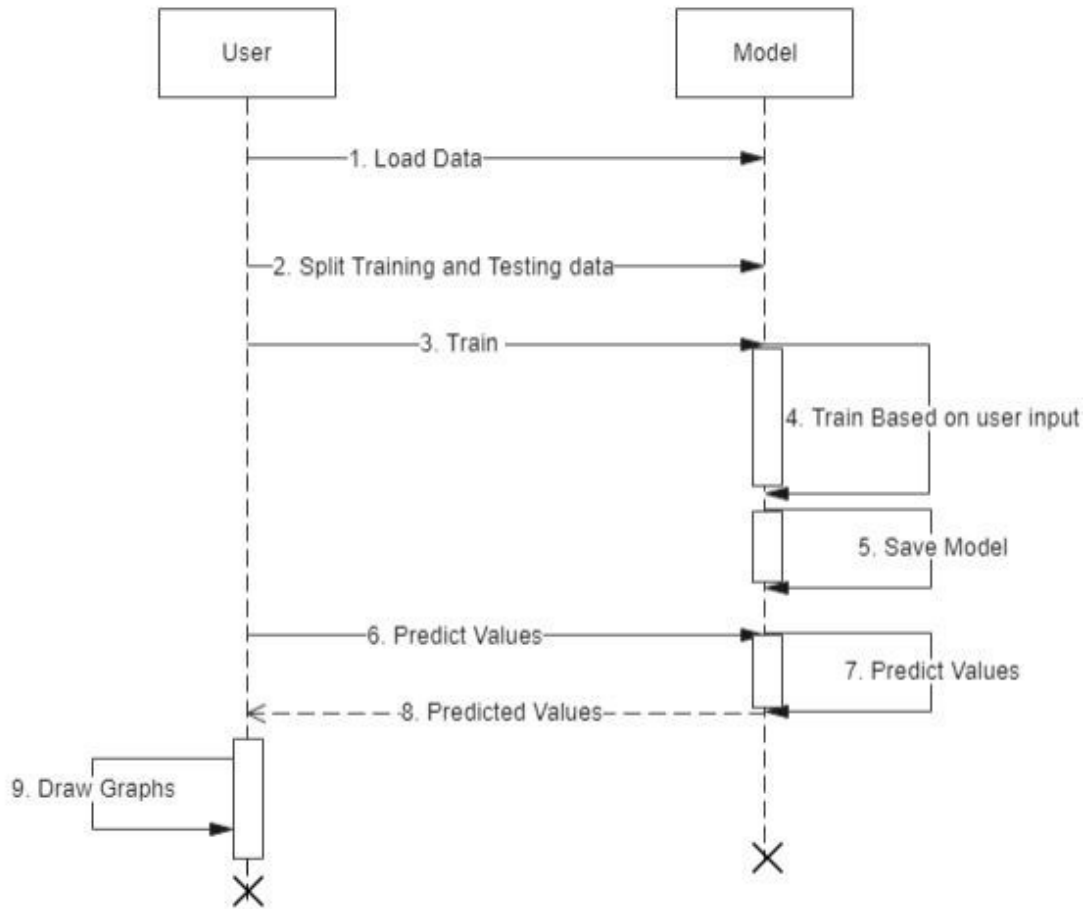 User
Model
1. Load Data
2. Split Training and Testing data
3. Train
4. Train Based on user input
5. Save Model
6. Predict Values
7. Predict Values
8. Predicted Values
9. Draw Graphs